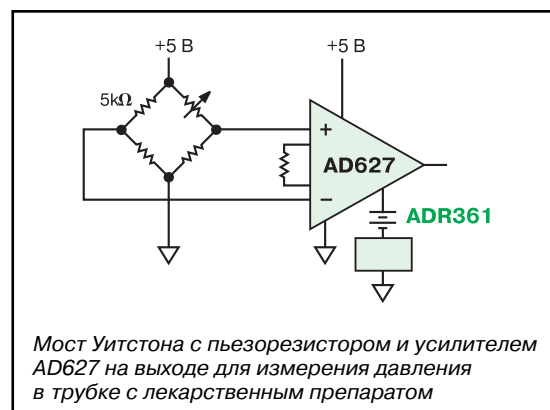 +5 В
+5 В
5kΩ
+
AD627
−
ADR361
Мост Уитстона с пьезорезистором и усилителем
AD627 на выходе для измерения давления
в трубке с лекарственным препаратом